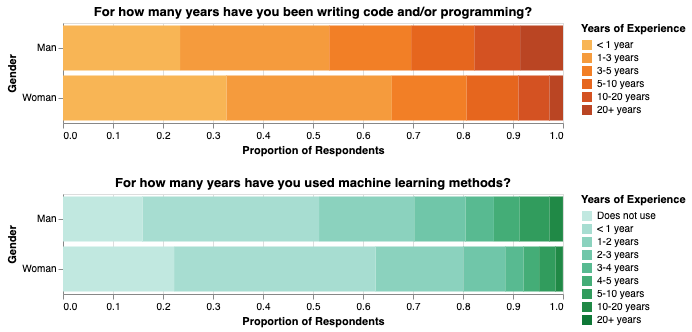 For how many years have you been writing code and/or programming?
Gender
Man
Woman
0.0 0.1 0.2 0.3 0.4 0.5 0.6 0.7 0.8 0.9 1.0
Proportion of Respondents
Years of Experience
< 1 year
1-3 years
3-5 years
5-10 years
10-20 years
20+ years
For how many years have you used machine learning methods?
Gender
Man
Woman
0.0 0.1 0.2 0.3 0.4 0.5 0.6 0.7 0.8 0.9 1.0
Proportion of Respondents
Years of Experience
Does not use
< 1 year
1-2 years
2-3 years
3-4 years
4-5 years
5-10 years
10-20 years
20+ years